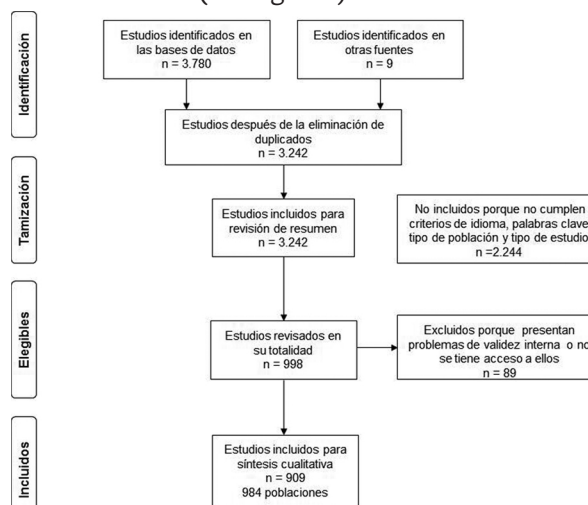 Identificación
Estudios identificados en
las bases de datos
n = 3.780
Estudios identificados en
otras fuentes
n = 9
Estudios después de la eliminación de
duplicados
n = 3.242
Tamización
Estudios incluidos para
revisión de resumen
n = 3.242
No incluidos porque no cumplen
criterios de idioma, palabras clave
tipo de población y tipo de estudio
n =2.244
Elegibles
Estudios revisados en
su totalidad
n = 998
Excluidos porque presentan
problemas de validez interna o no
se tiene acceso a ellos
n = 89
Incluidos
Estudios incluidos para
síntesis cualitativa
n = 909
984 poblaciones